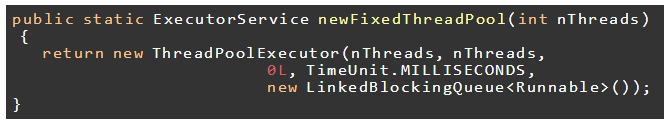 public static ExecutorService newFixedThreadPool(int nThreads)
{
return new ThreadPoolExecutor(nThreads, nThreads,
0L, TimeUnit.MILLISECONDS,
new LinkedBlockingQueue<Runnable>());
}